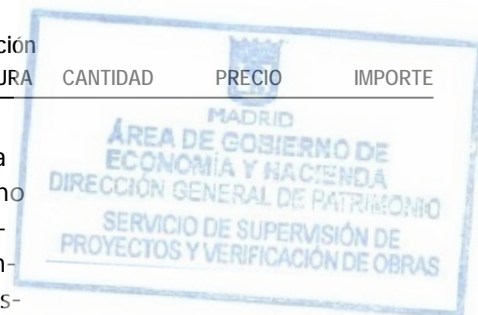 ción
URA CANTIDAD PRECIO IMPORTE
MADRID
a
ÁREA DE GOBIERNO DE
ECONOMÍA Y HACIENDA
no
DIRECCIÓN GENERAL DE PATRIMONIO
-
SERVICIO DE SUPERVISIÓN DE
n-
PROYECTOS Y VERIFICACIÓN DE OBRAS
s-